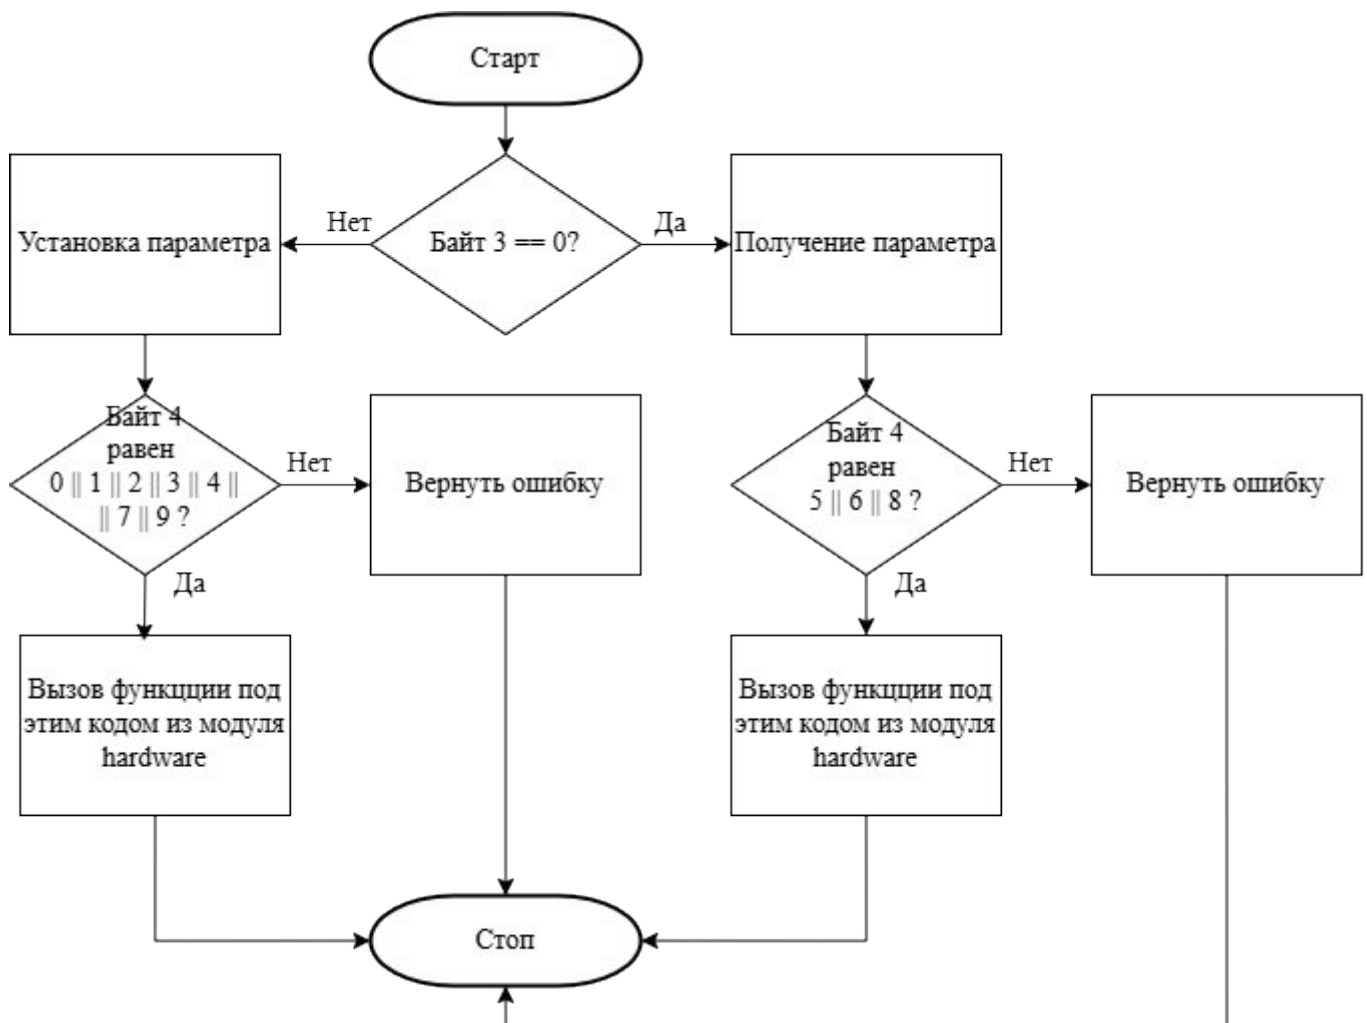 Старт
Нет
Да
Установка параметра
Байт 3 == 0?
Получение параметра
Байт 4
равен
0 || 1 || 2 || 3 || 4 ||
|| 7 || 9 ?
Нет
Вернуть ошибку
Байт 4
равен
5 || 6 || 8 ?
Нет
Вернуть ошибку
Да
Да
Вызов функцции под
этим кодом из модуля
hardware
Вызов функцции под
этим кодом из модуля
hardware
Стоп